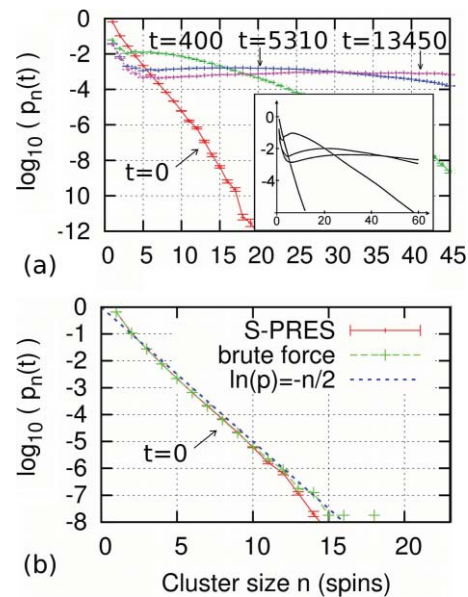 0
-2
-4
-6
-8
-10
-12
log10 ( pn(t) )
t=400
t=5310
t=13450
t=0
0
-2
-4
0 20 40 60
0 5 10 15 20 25 30 35 40 45
(a)
0
-1
-2
-3
-4
-5
-6
-7
-8
log10 ( pn(t) )
S-PRES
brute force
ln(p)=-n/2
t=0
0 5 10 15 20
(b)
Cluster size n (spins)